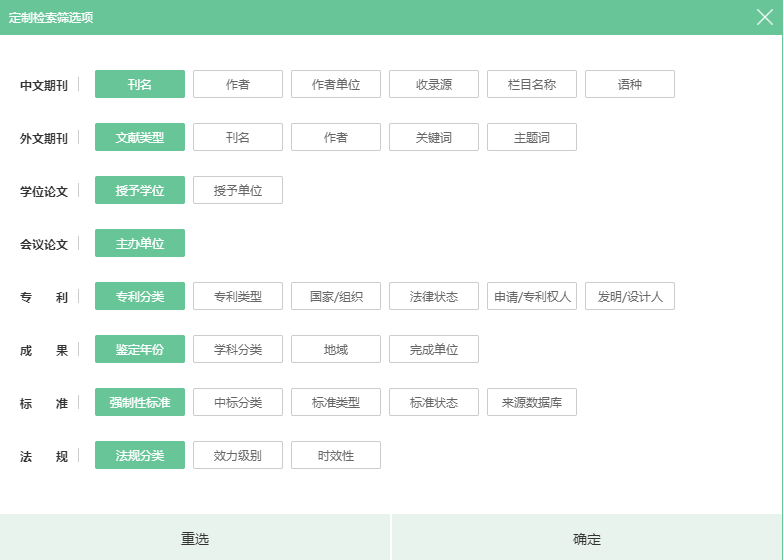 定制检索筛选项
中文期刊 刊名 作者 作者单位 收录源 栏目名称 语种
外文期刊 文献类型 刊名 作者 关键词 主题词
学位论文 授予学位 授予单位
会议论文 主办单位
专 利 专利分类 专利类型 国家/组织 法律状态 申请/专利权人 发明/设计人
成 果 鉴定年份 学科分类 地域 完成单位
标 准 强制性标准 中标分类 标准类型 标准状态 来源数据库
法 规 法规分类 效力级别 时效性
重选 确定